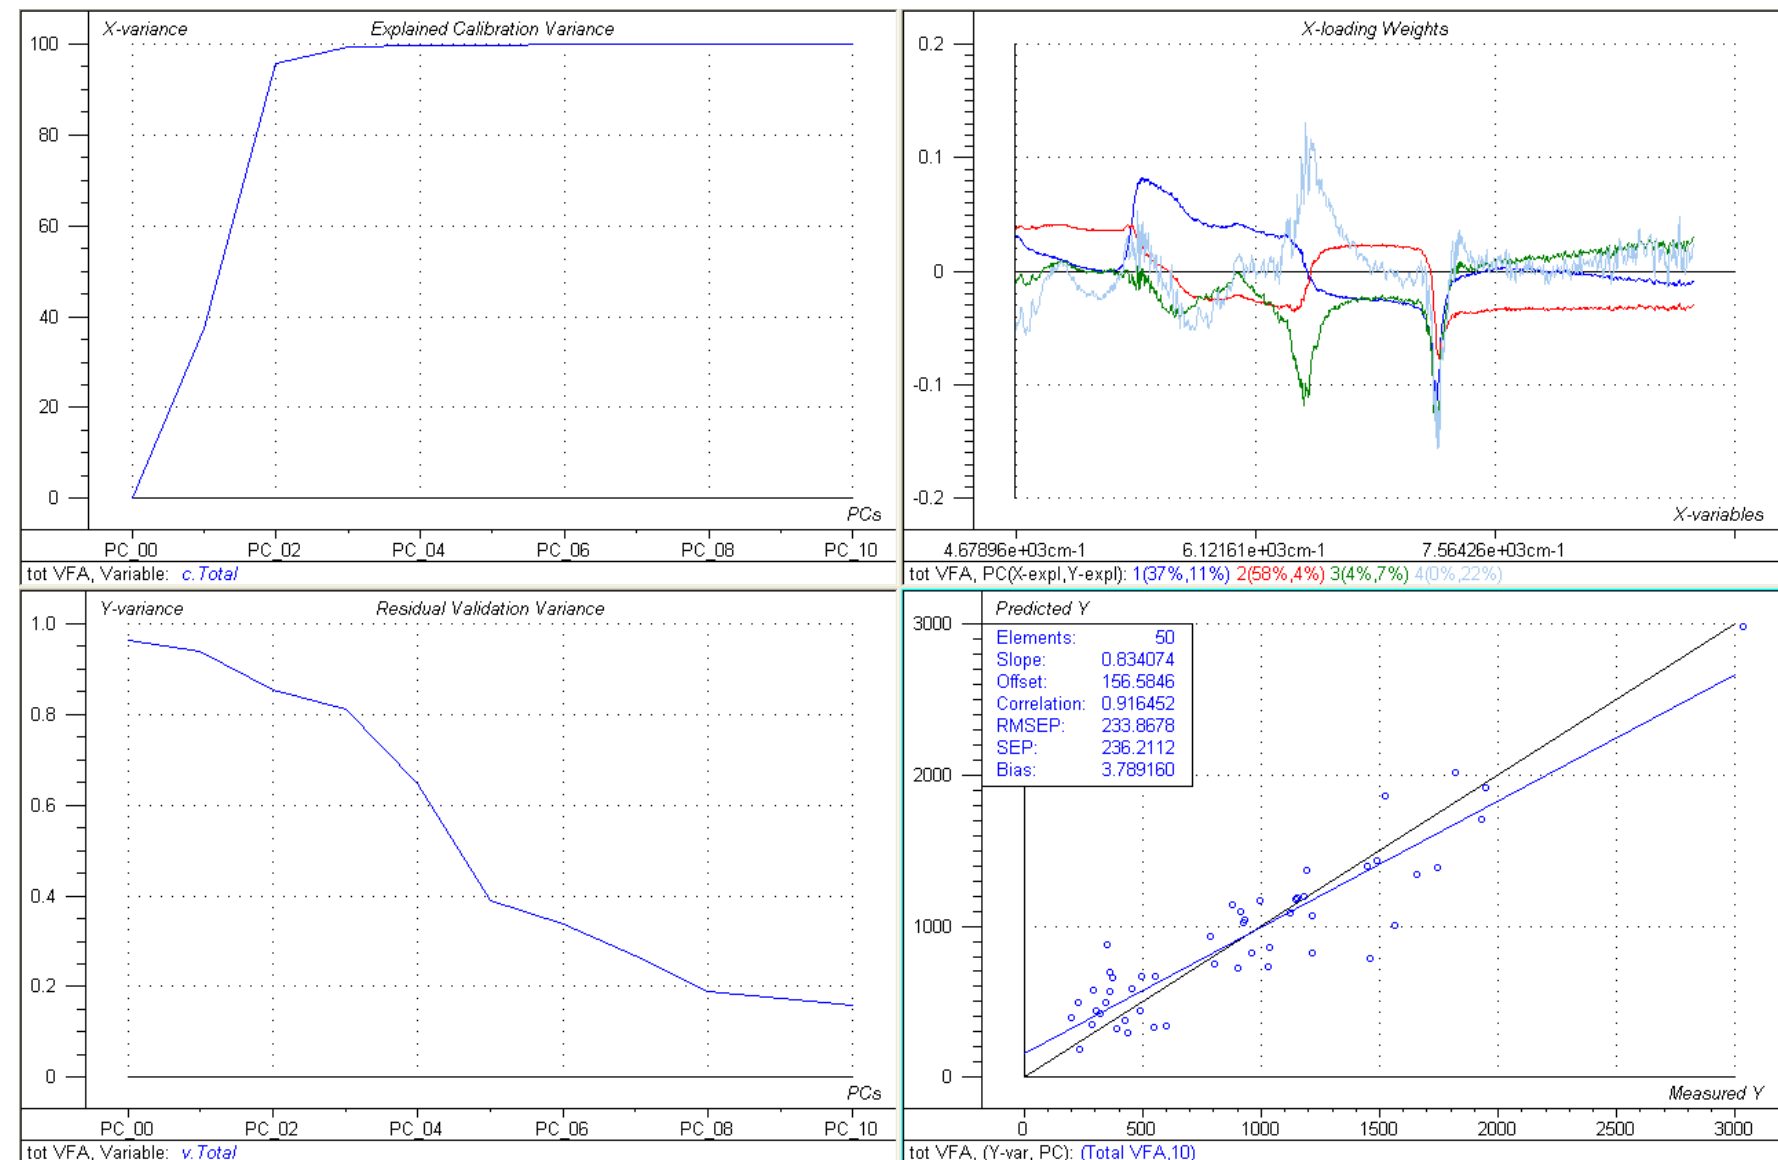 X-variance
Explained Calibration Variance
100
80
60
40
20
0
PCs
PC_00 PC_02 PC_04 PC_06 PC_08 PC_10
tot VFA, Variable: c.Total
X-loading Weights
0.2
0.1
0
-0.1
-0.2
X-variables
4.67896e+03cm-1 6.12161e+03cm-1 7.56426e+03cm-1
tot VFA, PC(X-expl,Y-expl): 1(37%,11%) 2(58%,4%) 3(4%,7%) 4(0%,22%)
Y-variance
Residual Validation Variance
1.0
0.8
0.6
0.4
0.2
0
PCs
PC_00 PC_02 PC_04 PC_06 PC_08 PC_10
tot VFA, Variable: v.Total
Predicted Y
3000
2000
1000
0
Elements: 50
Slope: 0.834074
Offset: 156.5846
Correlation: 0.916452
RMSEP: 233.8678
SEP: 236.2112
Bias: 3.789160
Measured Y
0 500 1000 1500 2000 2500 3000
tot VFA, (Y-var, PC): (Total VFA,10)